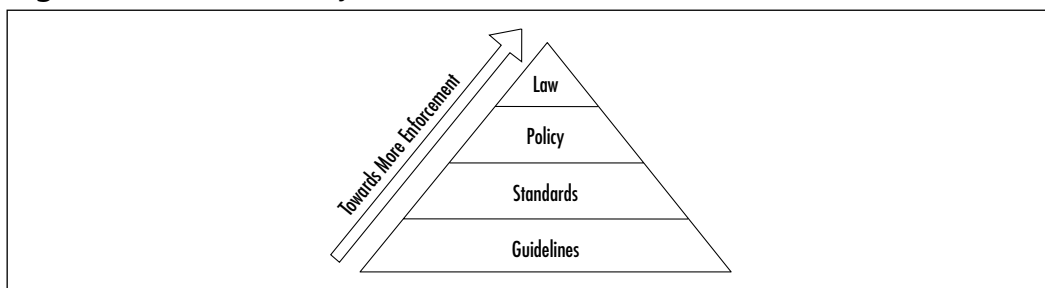 Towards More Enforcement
Law
Policy
Standards
Guidelines